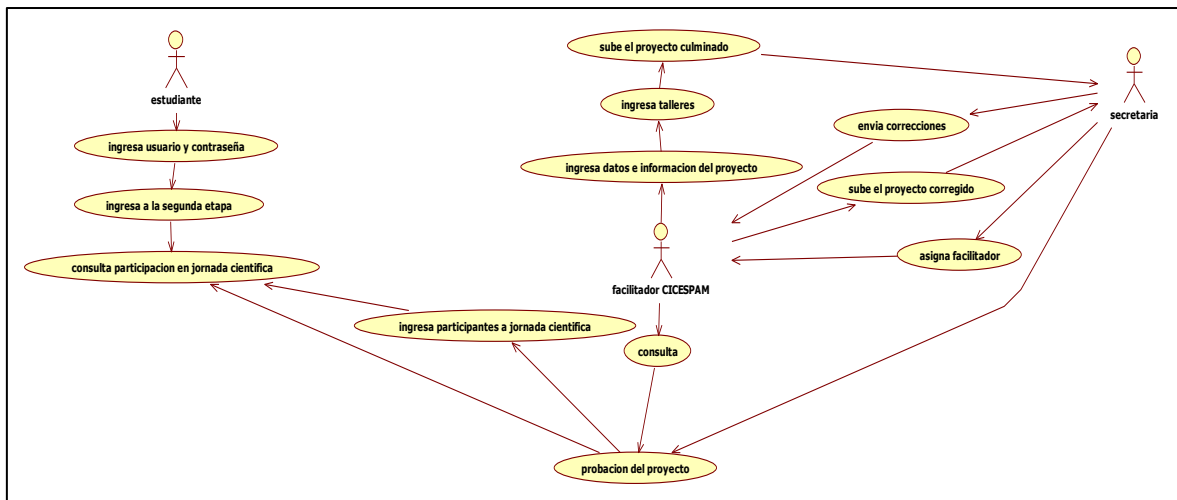 sube el proyecto culminado
estudiante
secretaria
ingresa talleres
envia correcciones
ingresa usuario y contraseña
ingresa datos e informacion del proyecto
sube el proyecto corregido
ingresa a la segunda etapa
asigna facilitador
consulta participacion en jornada cientifica
facilitador CICESPAM
ingresa participantes a jornada cientifica
consulta
probacion del proyecto